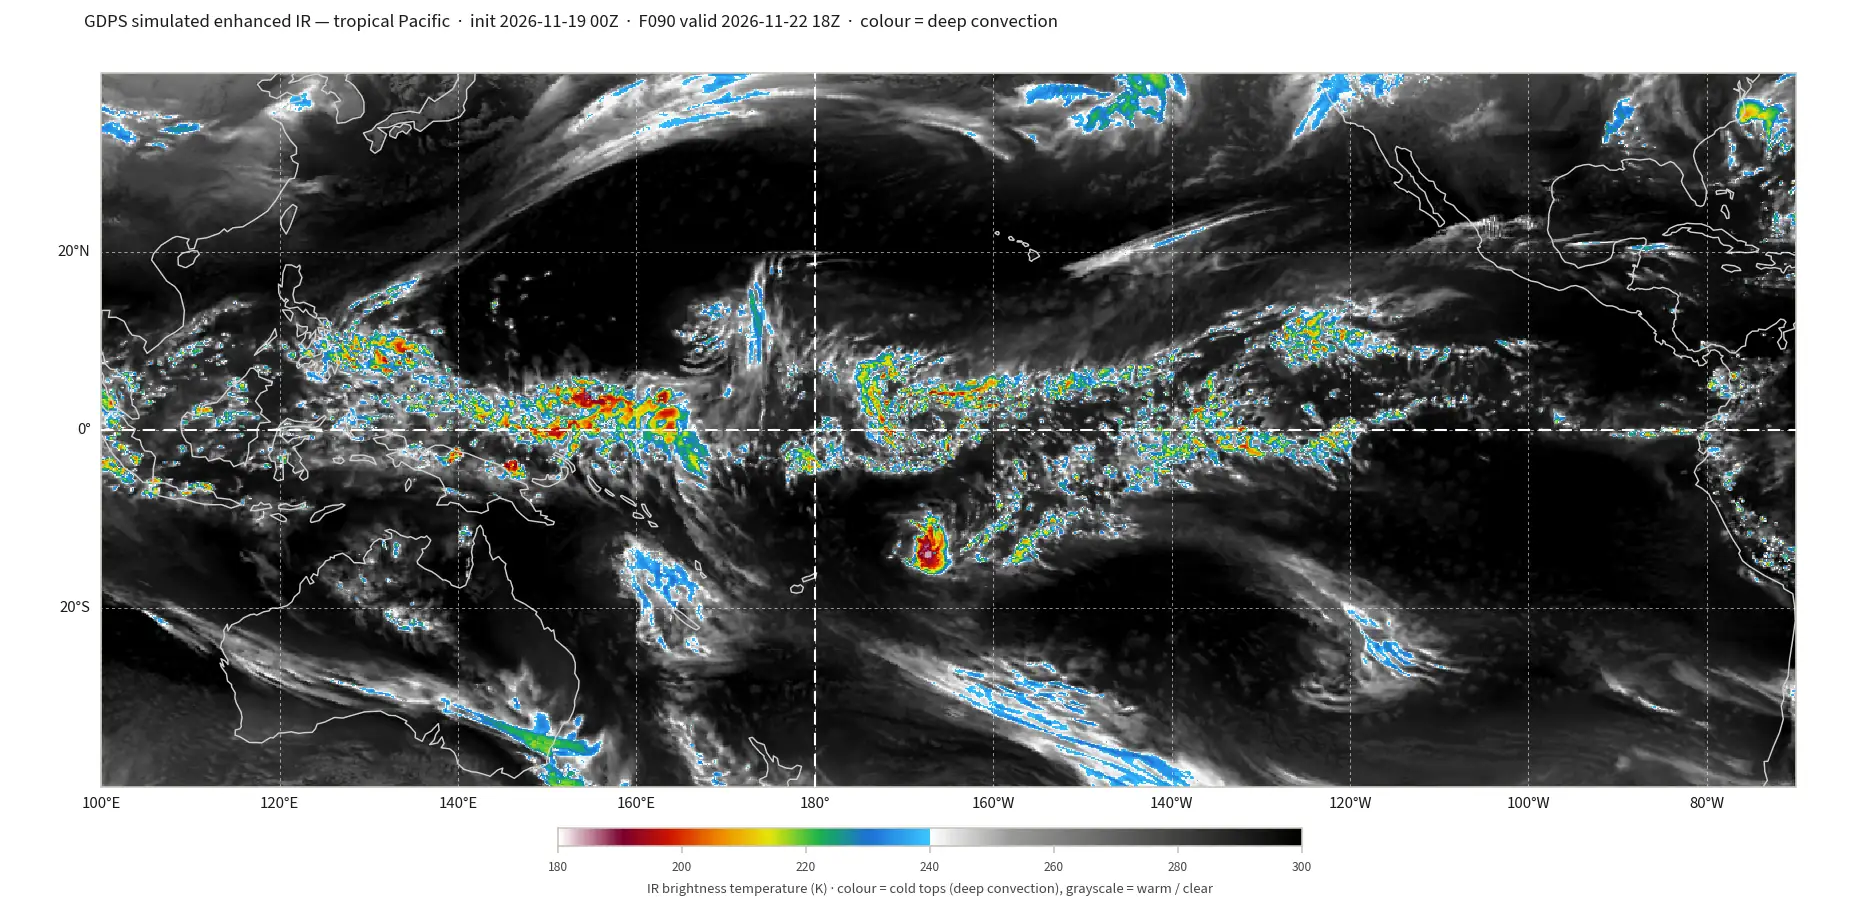 GDPS simulated enhanced IR — tropical Pacific · init 2026-11-19 00Z · F090 valid 2026-11-22 18Z · colour = deep convection
20°N
0°
20°S
100°E 120°E 140°E 160°E 180° 160°W 140°W 120°W 100°W 80°W
180 200 220 240 260 280 300
IR brightness temperature (K) · colour = cold tops (deep convection), grayscale = warm / clear